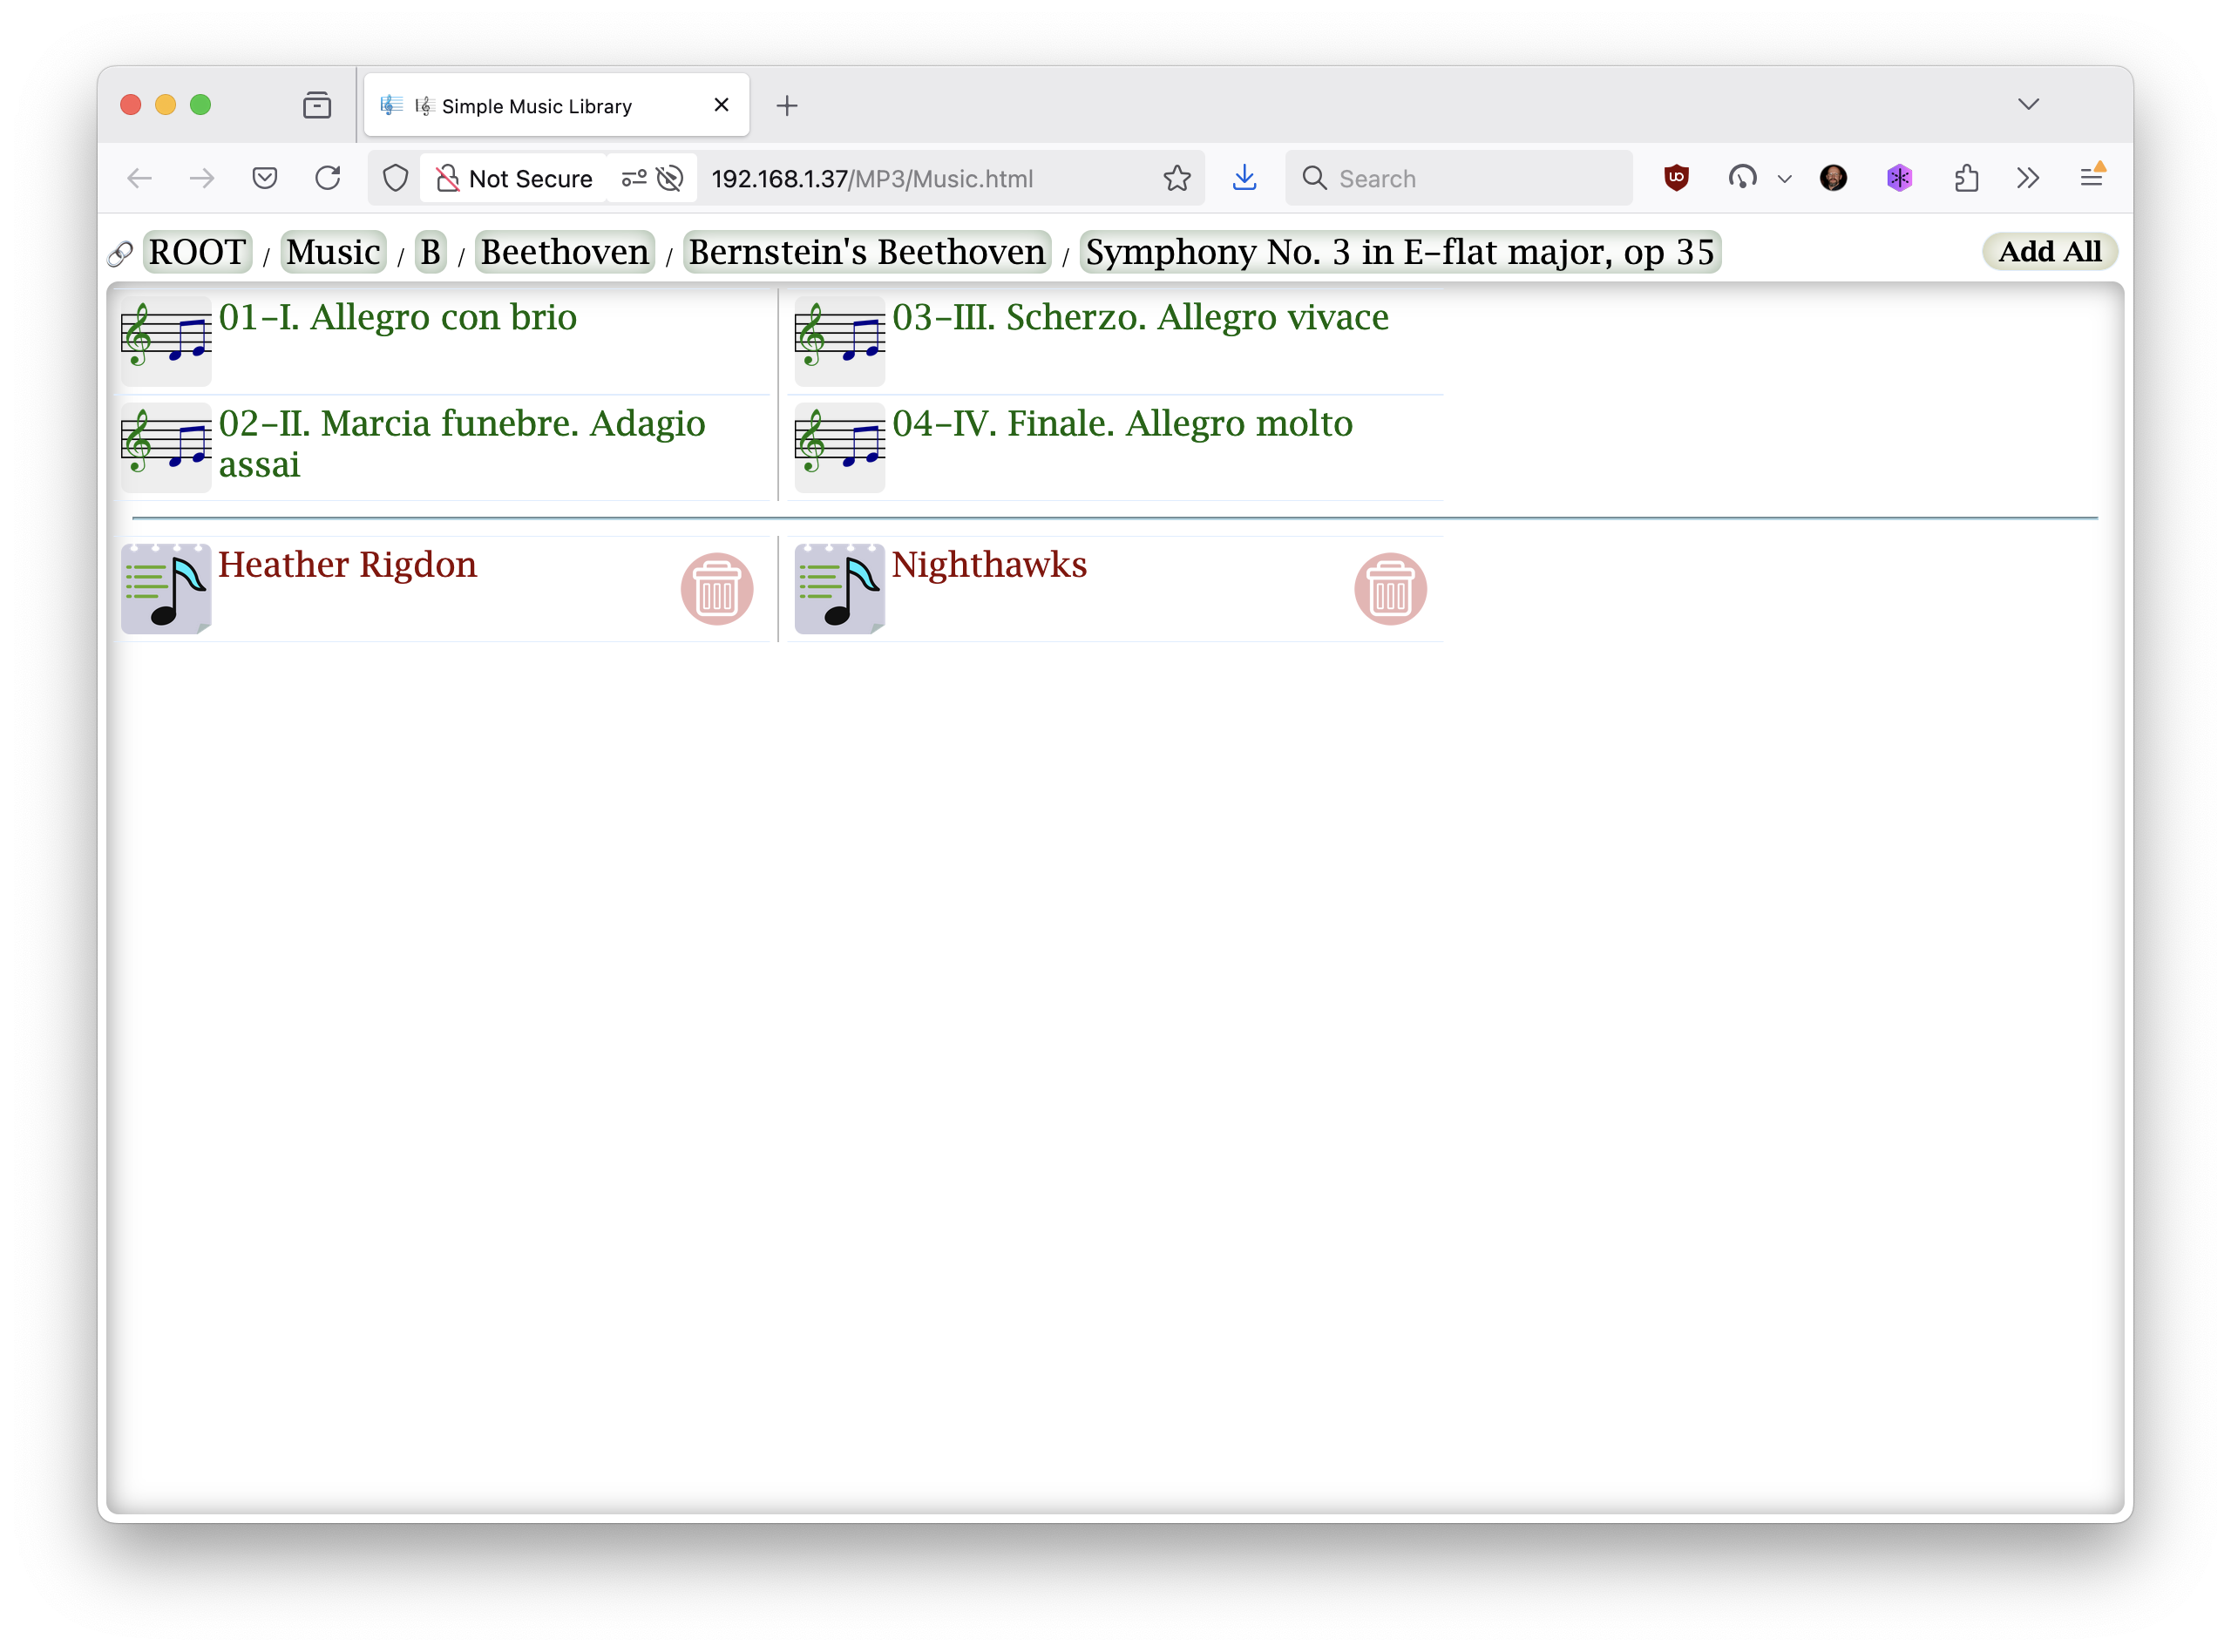 Simple Music Library
Not Secure 192.168.1.37/MP3/Music.html Search
ROOT / Music / B / Beethoven / Bernstein's Beethoven / Symphony No. 3 in E-flat major, op 35 Add All
01-I. Allegro con brio
02-II. Marcia funebre. Adagio
assai
03-III. Scherzo. Allegro vivace
04-IV. Finale. Allegro molto
Heather Rigdon
Nighthawks